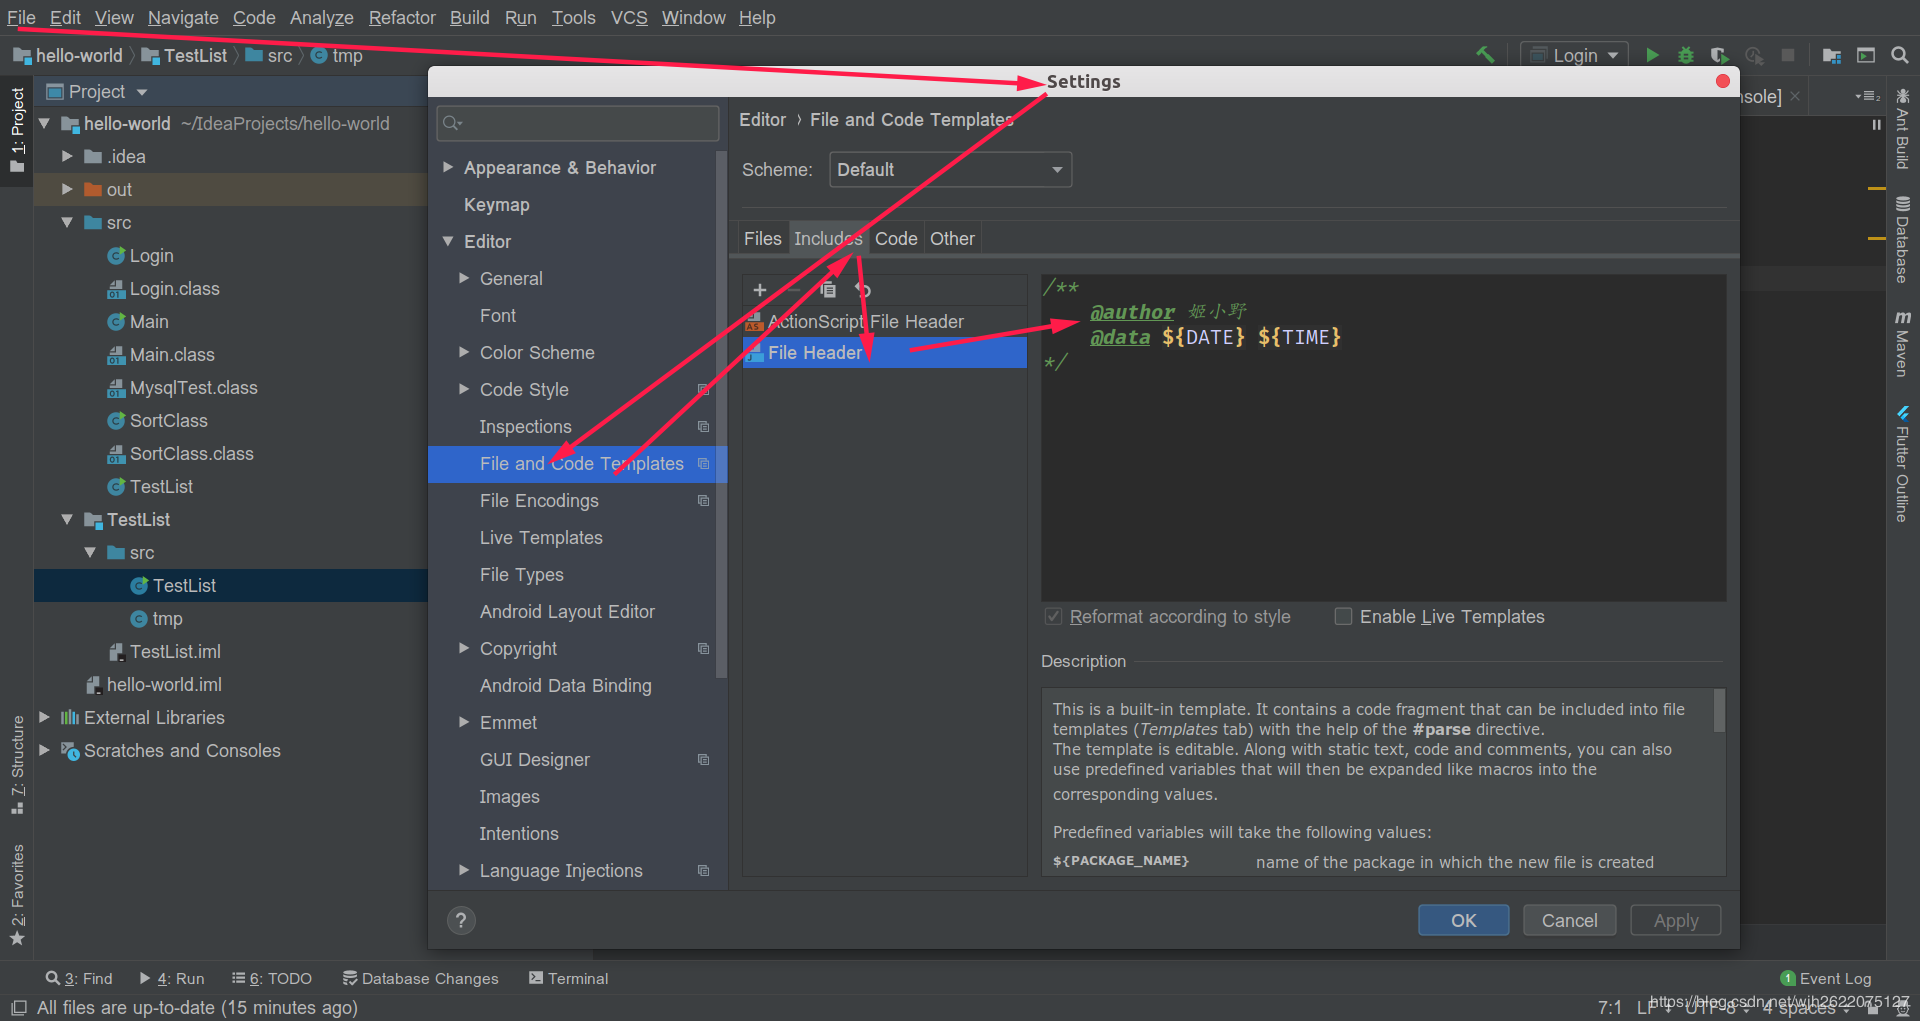 File Edit View Navigate Code Analyze Refactor Build Run Tools VCS Window Help
hello-world TestList src tmp
Login
Project
hello-world ~/IdeaProjects/hello-world
.idea
out
src
Login
Login.class
Main
Main.class
MysqlTest.class
SortClass
SortClass.class
TestList
TestList
src
TestList
tmp
TestList.iml
hello-world.iml
External Libraries
Scratches and Consoles
1: Project
7: Structure
2: Favorites
Settings
Appearance & Behavior
Keymap
Editor
General
Font
Color Scheme
Code Style
Inspections
File and Code Templates
File Encodings
Live Templates
File Types
Android Layout Editor
Copyright
Android Data Binding
Emmet
GUI Designer
Images
Intentions
Language Injections
?
Editor › File and Code Templates
Scheme: Default
Files Includes Code Other
ActionScript File Header
File Header
/**
@author 姬小野
@data ${DATE} ${TIME}
*/
Reformat according to style Enable Live Templates
Description
This is a built-in template. It contains a code fragment that can be included into file
templates (Templates tab) with the help of the #parse directive.
The template is editable. Along with static text, code and comments, you can also
use predefined variables that will then be expanded like macros into the
corresponding values.
Predefined variables will take the following values:
${PACKAGE_NAME} name of the package in which the new file is created
OK Cancel Apply
nsole]
Ant Build
Database
Maven
Flutter Outline
3: Find 4: Run 6: TODO Database Changes Terminal
1 Event Log
All files are up-to-date (15 minutes ago)
7:1 LF UTF-8 4 spaces
https://blog.csdn.net/wjh2622075127